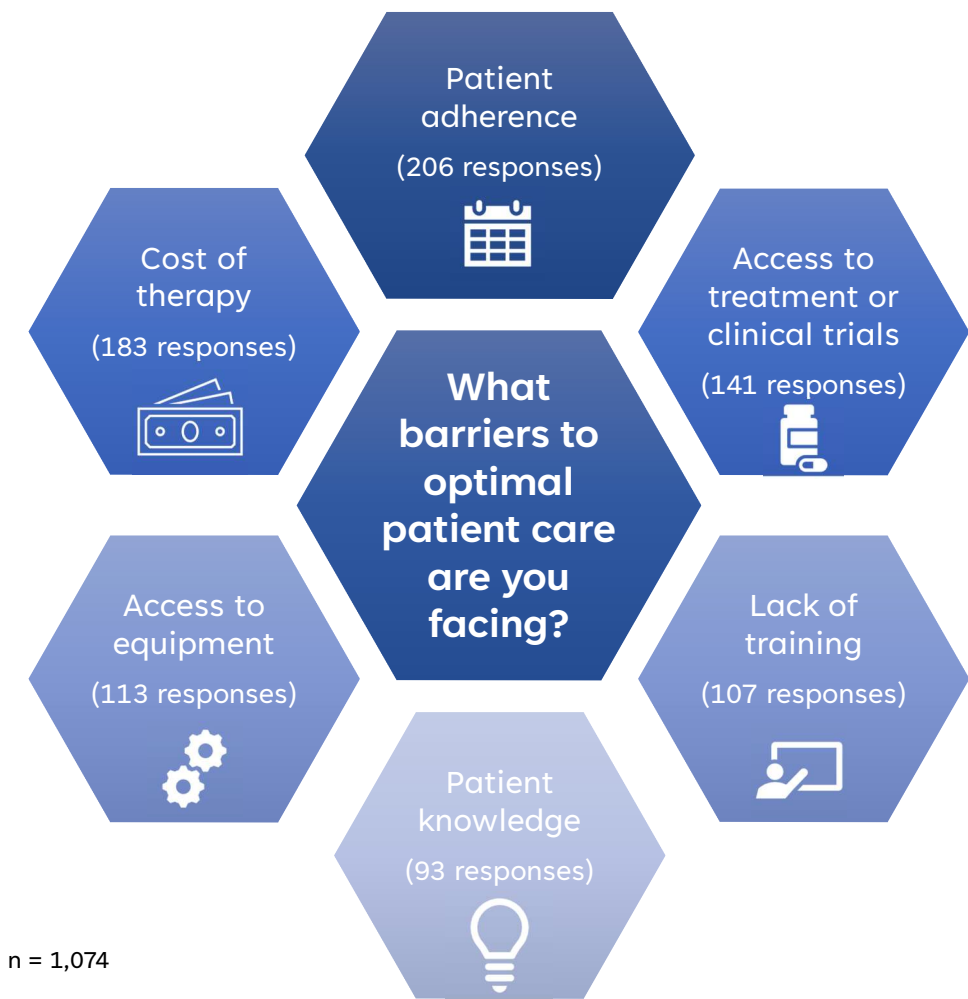 Patient
adherence
(206 responses)
Cost of
therapy
(183 responses)
Access to
treatment or
clinical trials
(141 responses)
What
barriers to
optimal
patient care
are you
facing?
Access to
equipment
(113 responses)
Lack of
training
(107 responses)
Patient
knowledge
(93 responses)
n = 1,074